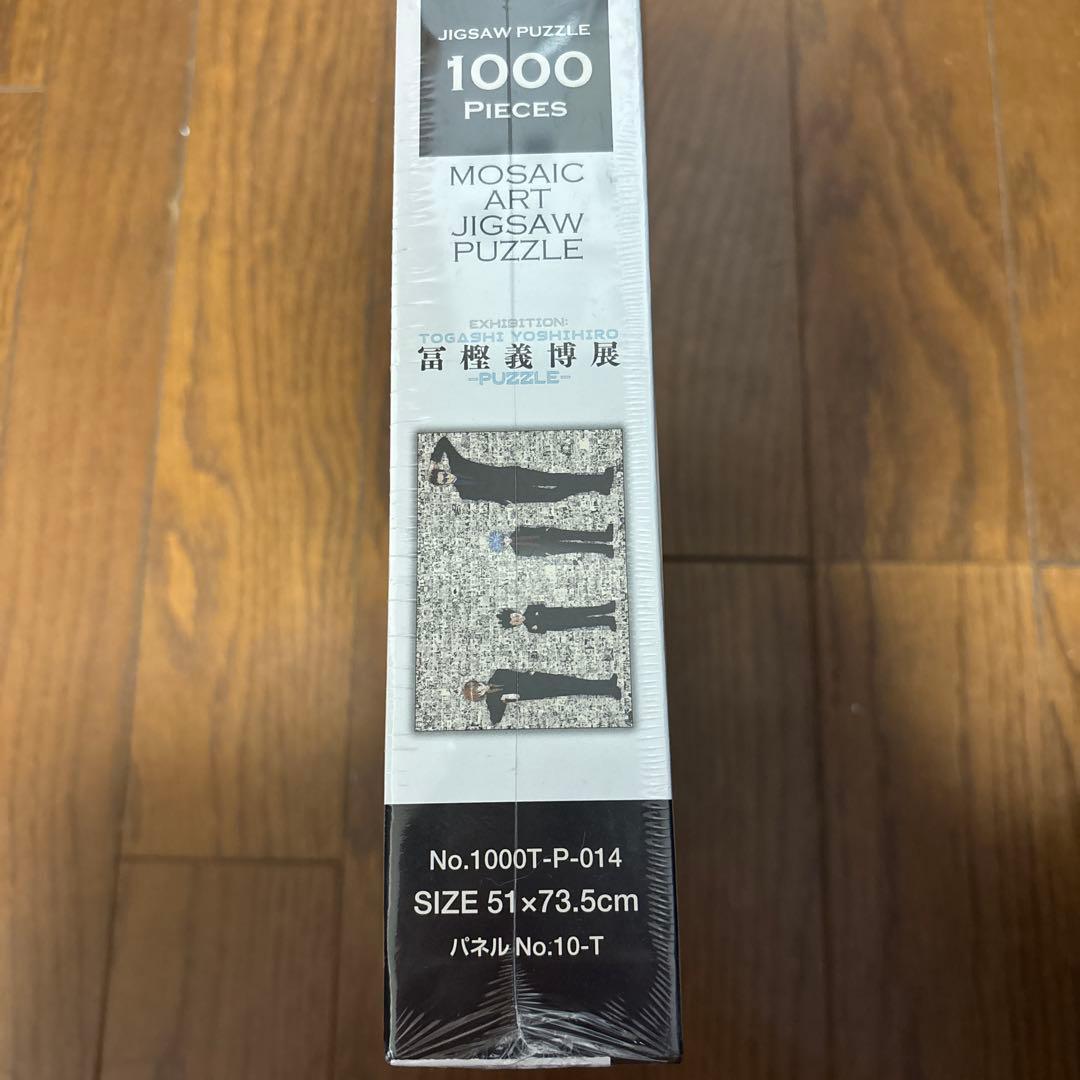 JIGSAW PUZZLE
1000
PIECES
MOSAIC
ART
JIGSAW
PUZZLE
EXHIBITION:
TOGASHI YOSHIHIRO
冨樫義博展
-PUZZLE-
No.1000T-P-014
SIZE 51×73.5cm
パネル No.10-T